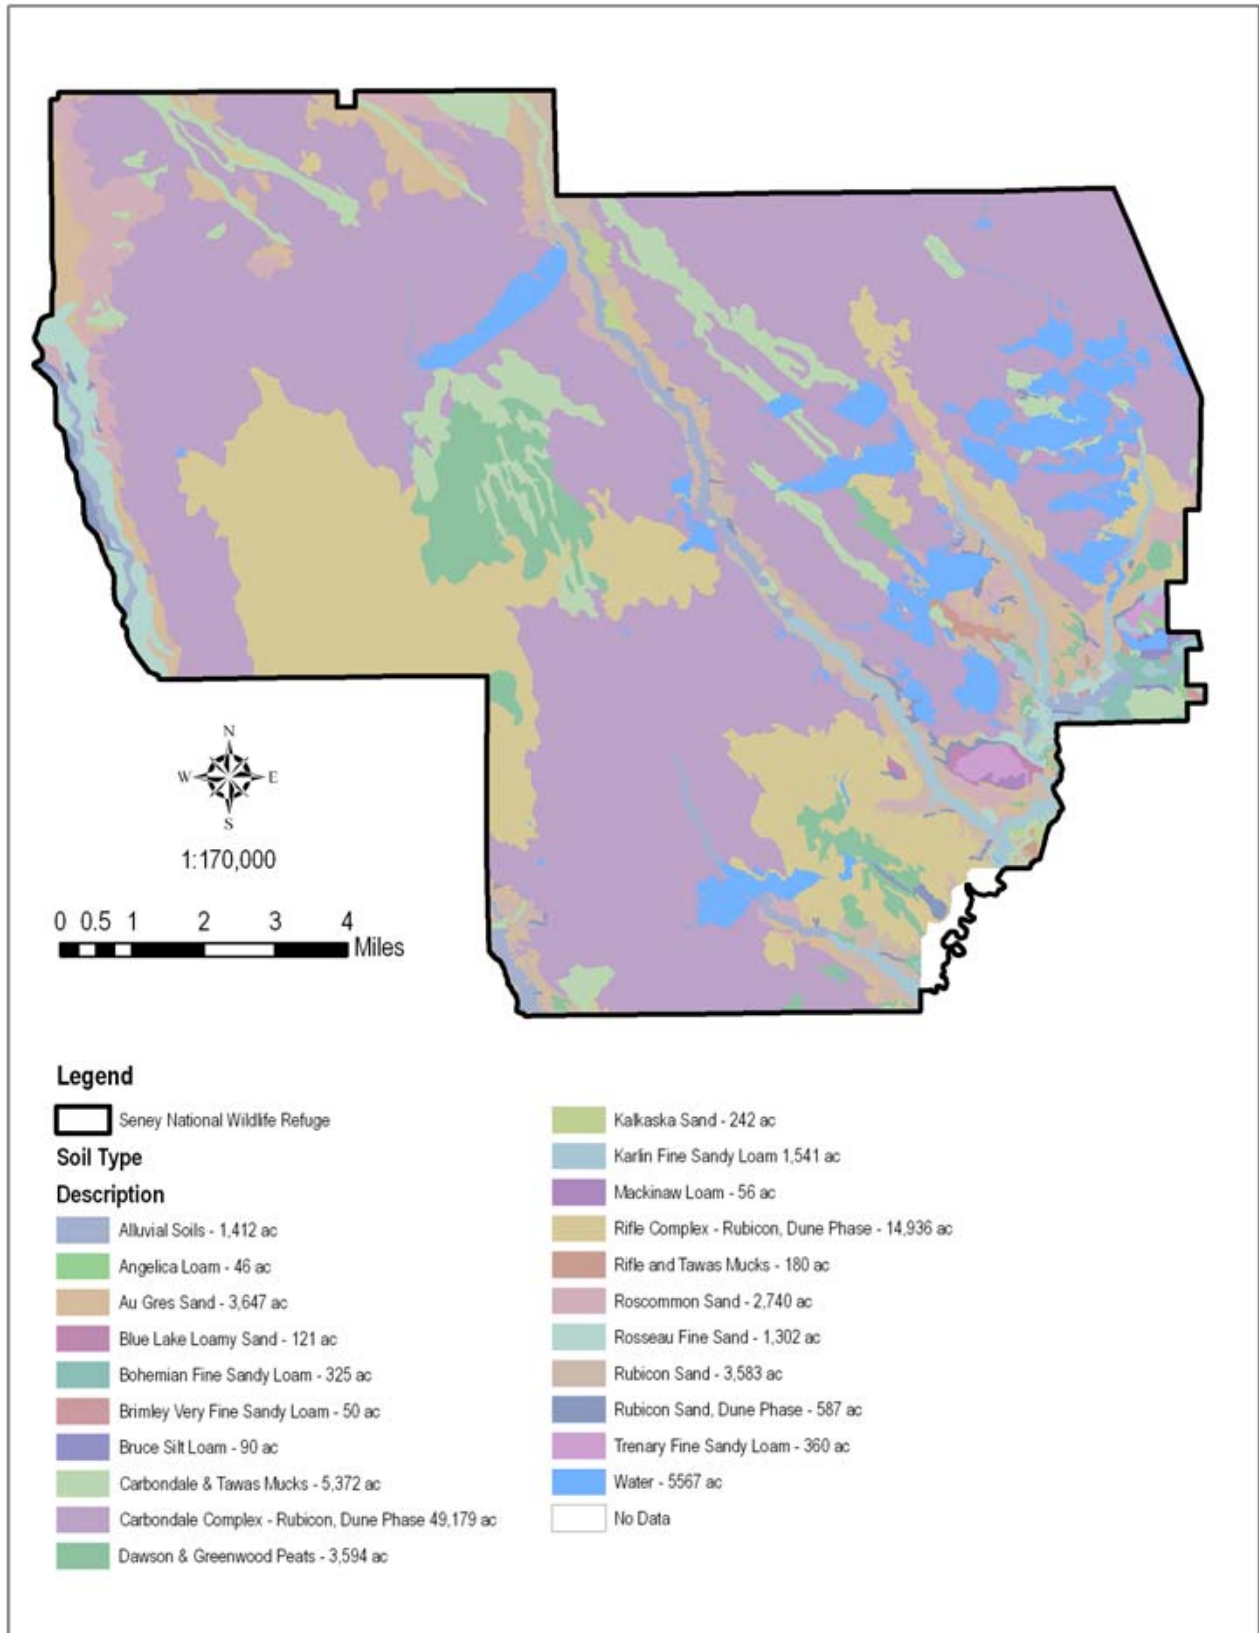 N
W E
S
1:170,000
0 0.5 1 2 3 4
Miles
Legend
Seney National Wildlife Refuge
Soil Type
Description
Alluvial Soils - 1,412 ac
Angelica Loam - 46 ac
Au Gres Sand - 3,647 ac
Blue Lake Loamy Sand - 121 ac
Bohemian Fine Sandy Loam - 325 ac
Brimley Very Fine Sandy Loam - 50 ac
Bruce Silt Loam - 90 ac
Carbondale & Tawas Mucks - 5,372 ac
Carbondale Complex - Rubicon, Dune Phase 49,179 ac
Dawson & Greenwood Peats - 3,594 ac
Kalkaska Sand - 242 ac
Karlin Fine Sandy Loam 1,541 ac
Mackinaw Loam - 56 ac
Rifle Complex - Rubicon, Dune Phase - 14,936 ac
Rifle and Tawas Mucks - 180 ac
Roscommon Sand - 2,740 ac
Rosseau Fine Sand - 1,302 ac
Rubicon Sand - 3,583 ac
Rubicon Sand, Dune Phase - 587 ac
Trenary Fine Sandy Loam - 360 ac
Water - 5567 ac
No Data